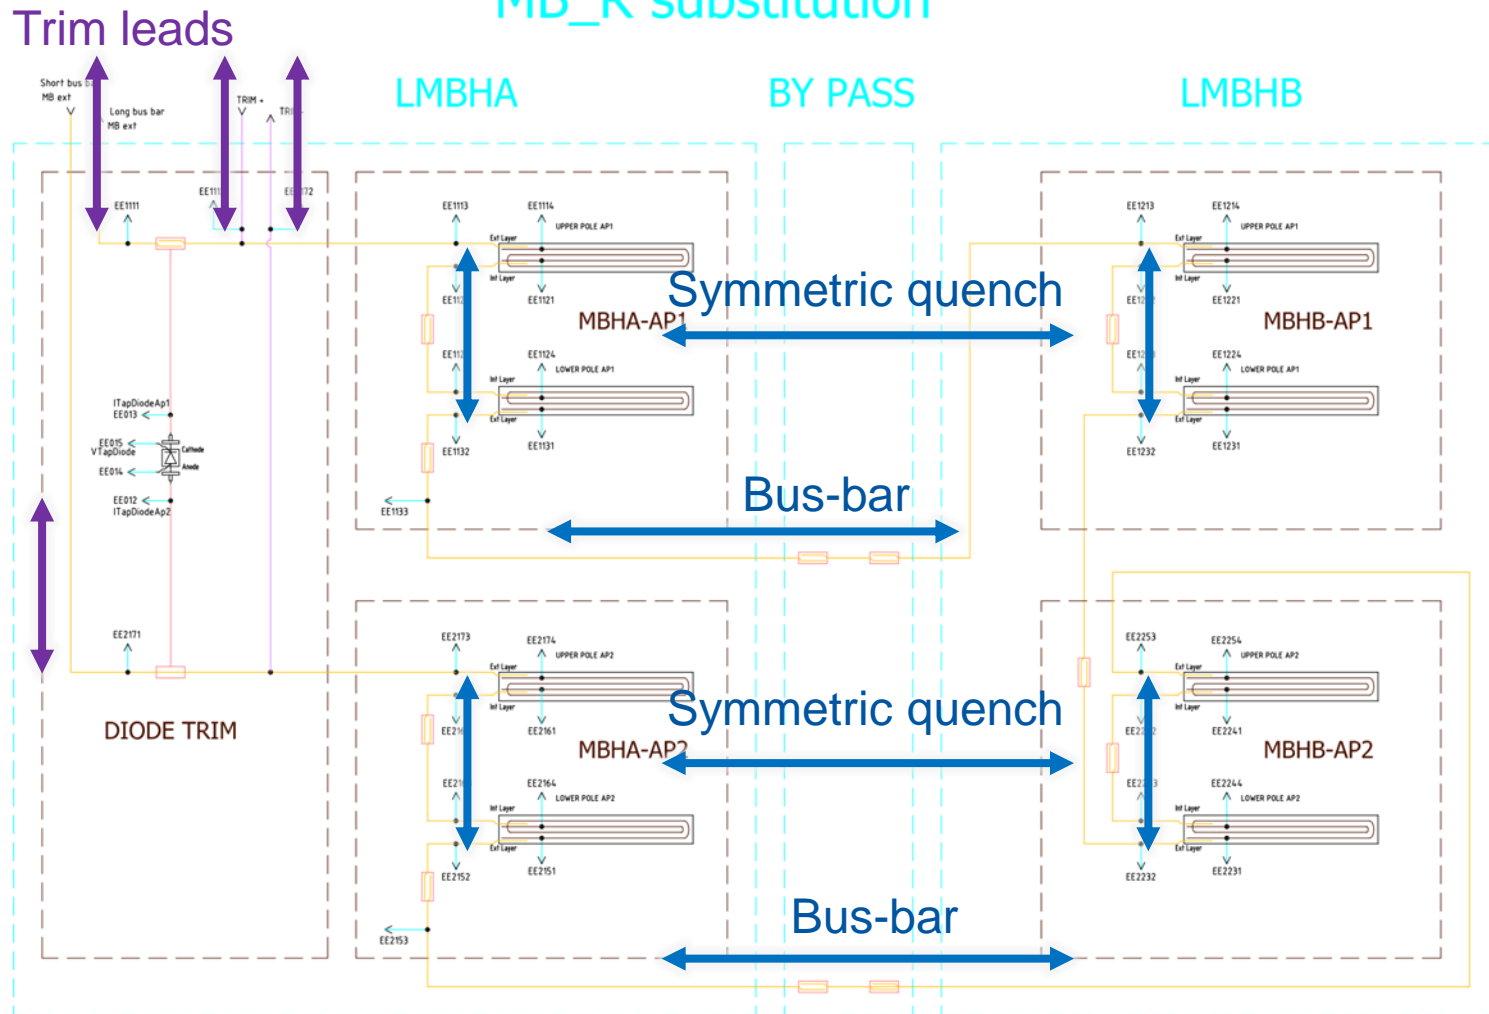 MB_R substitution
Trim leads
LMBHA
BY PASS
LMBHB
Short bus
MB ext
Long bus bar
MB ext
TRIM +
EE1111
EE1113
EE1114
UPPER POLE AP1
Ext Layer
Int Layer
EE1121
MBHA-AP1
EE1124
LOWER POLE AP1
Int Layer
Ext Layer
EE1132
EE1131
EE1133
EE1213
EE1214
UPPER POLE AP1
Ext Layer
Int Layer
EE1221
MBHB-AP1
EE1224
LOWER POLE AP1
Int Layer
Ext Layer
EE1232
EE1231
Symmetric quench
Bus-bar
ITapDiodeAp1
EE013
EE015
VTapDiode
Cathode
Anode
EE014
EE012
ITapDiodeAp2
EE2171
DIODE TRIM
EE2173
EE2174
UPPER POLE AP2
Ext Layer
Int Layer
EE2161
MBHA-AP2
EE2164
LOWER POLE AP2
Int Layer
Ext Layer
EE2152
EE2151
EE2153
EE2253
EE2254
UPPER POLE AP2
Ext Layer
Int Layer
EE2241
MBHB-AP2
EE2244
LOWER POLE AP2
Int Layer
Ext Layer
EE2232
EE2231
Symmetric quench
Bus-bar